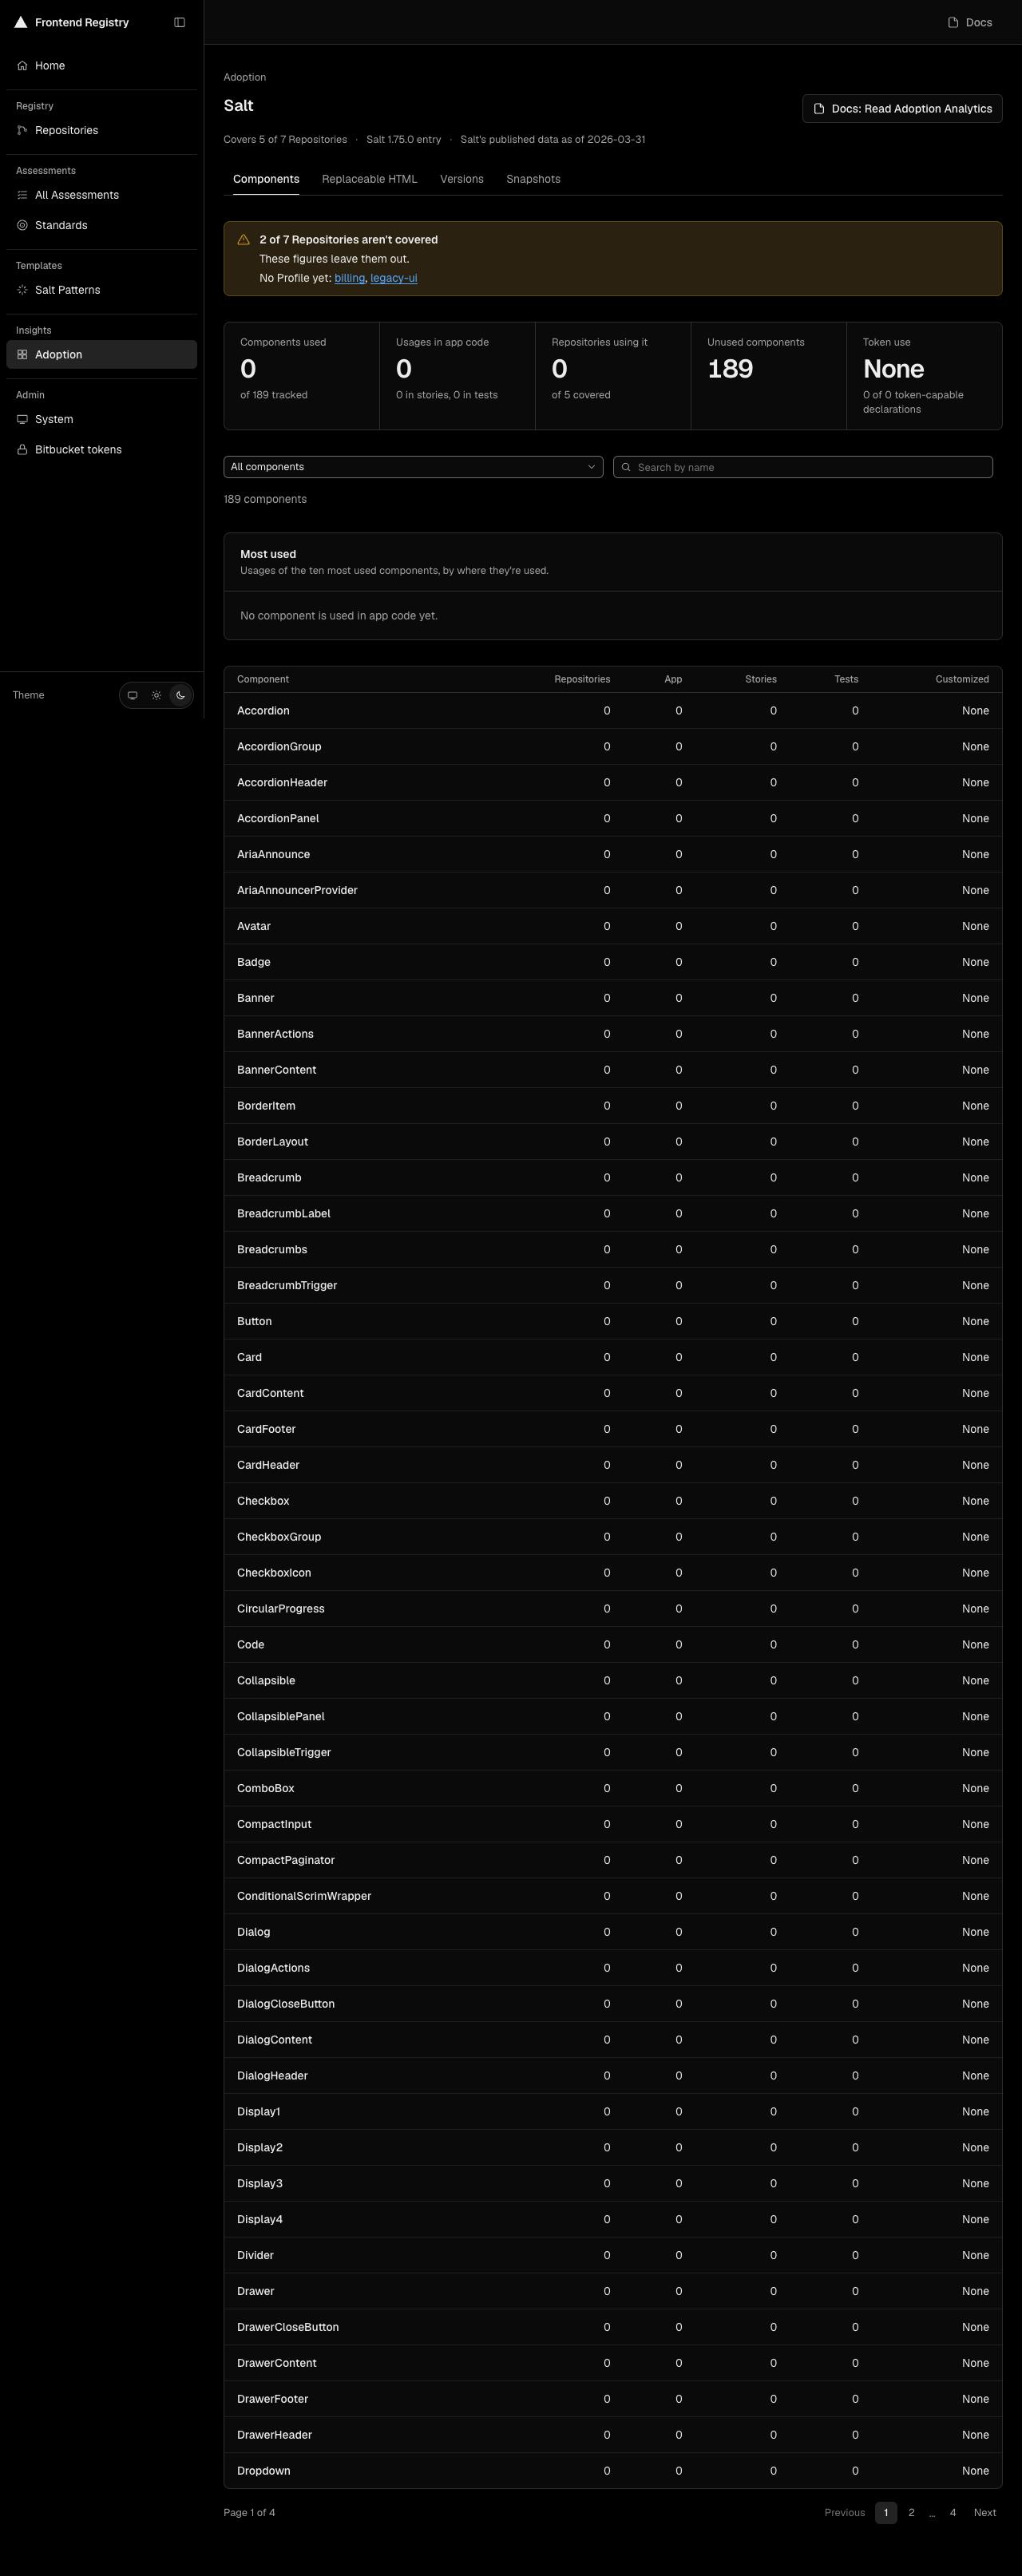 Frontend Registry
Docs
Home
Registry
Repositories
Assessments
All Assessments
Standards
Templates
Salt Patterns
Insights
Adoption
Admin
System
Bitbucket tokens
Theme
Adoption
Salt
Docs: Read Adoption Analytics
Covers 5 of 7 Repositories · Salt 1.75.0 entry · Salt's published data as of 2026-03-31
Components Replaceable HTML Versions Snapshots
2 of 7 Repositories aren't covered
These figures leave them out.
No Profile yet: billing, legacy-ui
Components used
0
of 189 tracked
Usages in app code
0
0 in stories, 0 in tests
Repositories using it
0
of 5 covered
Unused components
189
Token use
None
0 of 0 token-capable
declarations
All components
Search by name
189 components
Most used
Usages of the ten most used components, by where they're used.
No component is used in app code yet.
Component Repositories App Stories Tests Customized
Accordion 0 0 0 0 None
AccordionGroup 0 0 0 0 None
AccordionHeader 0 0 0 0 None
AccordionPanel 0 0 0 0 None
AriaAnnounce 0 0 0 0 None
AriaAnnouncerProvider 0 0 0 0 None
Avatar 0 0 0 0 None
Badge 0 0 0 0 None
Banner 0 0 0 0 None
BannerActions 0 0 0 0 None
BannerContent 0 0 0 0 None
BorderItem 0 0 0 0 None
BorderLayout 0 0 0 0 None
Breadcrumb 0 0 0 0 None
BreadcrumbLabel 0 0 0 0 None
Breadcrumbs 0 0 0 0 None
BreadcrumbTrigger 0 0 0 0 None
Button 0 0 0 0 None
Card 0 0 0 0 None
CardContent 0 0 0 0 None
CardFooter 0 0 0 0 None
CardHeader 0 0 0 0 None
Checkbox 0 0 0 0 None
CheckboxGroup 0 0 0 0 None
CheckboxIcon 0 0 0 0 None
CircularProgress 0 0 0 0 None
Code 0 0 0 0 None
Collapsible 0 0 0 0 None
CollapsiblePanel 0 0 0 0 None
CollapsibleTrigger 0 0 0 0 None
ComboBox 0 0 0 0 None
CompactInput 0 0 0 0 None
CompactPaginator 0 0 0 0 None
ConditionalScrimWrapper 0 0 0 0 None
Dialog 0 0 0 0 None
DialogActions 0 0 0 0 None
DialogCloseButton 0 0 0 0 None
DialogContent 0 0 0 0 None
DialogHeader 0 0 0 0 None
Display1 0 0 0 0 None
Display2 0 0 0 0 None
Display3 0 0 0 0 None
Display4 0 0 0 0 None
Divider 0 0 0 0 None
Drawer 0 0 0 0 None
DrawerCloseButton 0 0 0 0 None
DrawerContent 0 0 0 0 None
DrawerFooter 0 0 0 0 None
DrawerHeader 0 0 0 0 None
Dropdown 0 0 0 0 None
Page 1 of 4
Previous 1 2 ... 4 Next